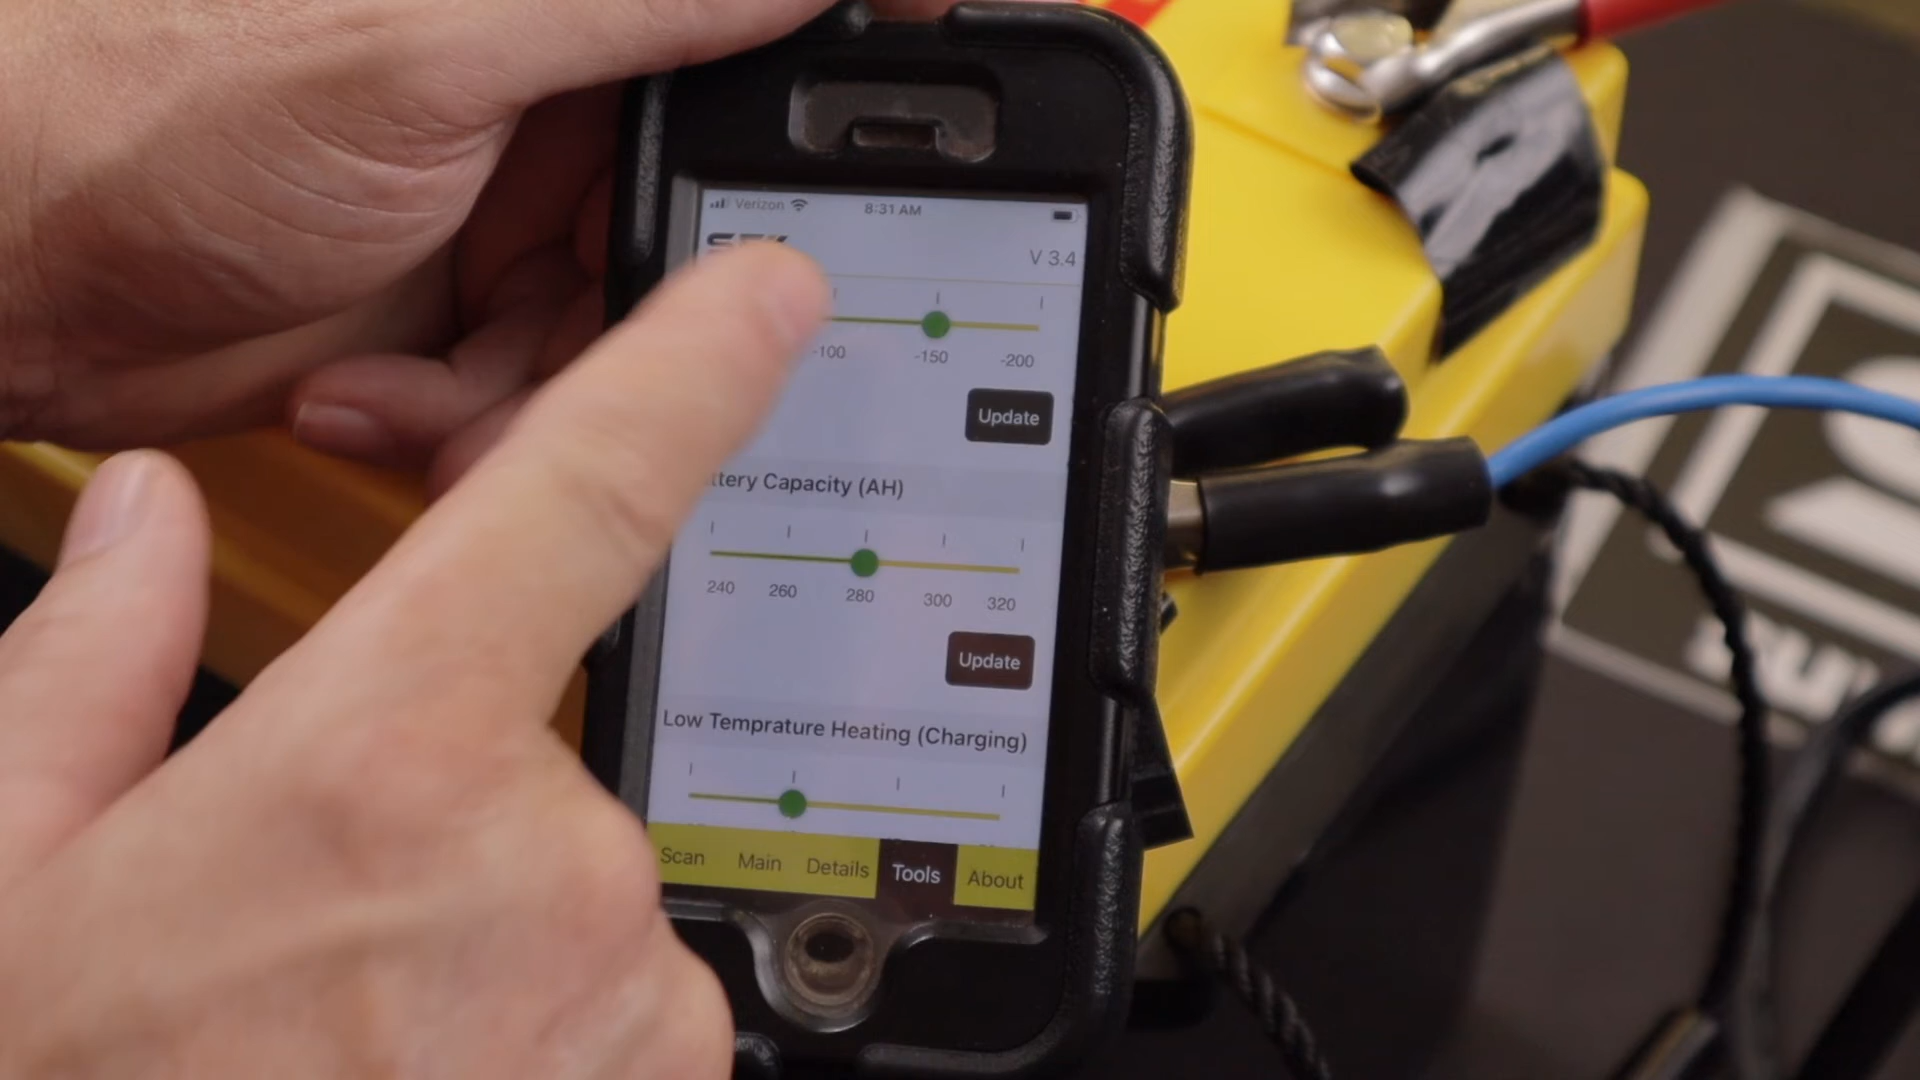 Verizon 8:31 AM
V 3.4
-100 -150 -200
Update
ttery Capacity (AH)
240 260 280 300 320
Update
Low Temprature Heating (Charging)
Scan Main Details Tools About